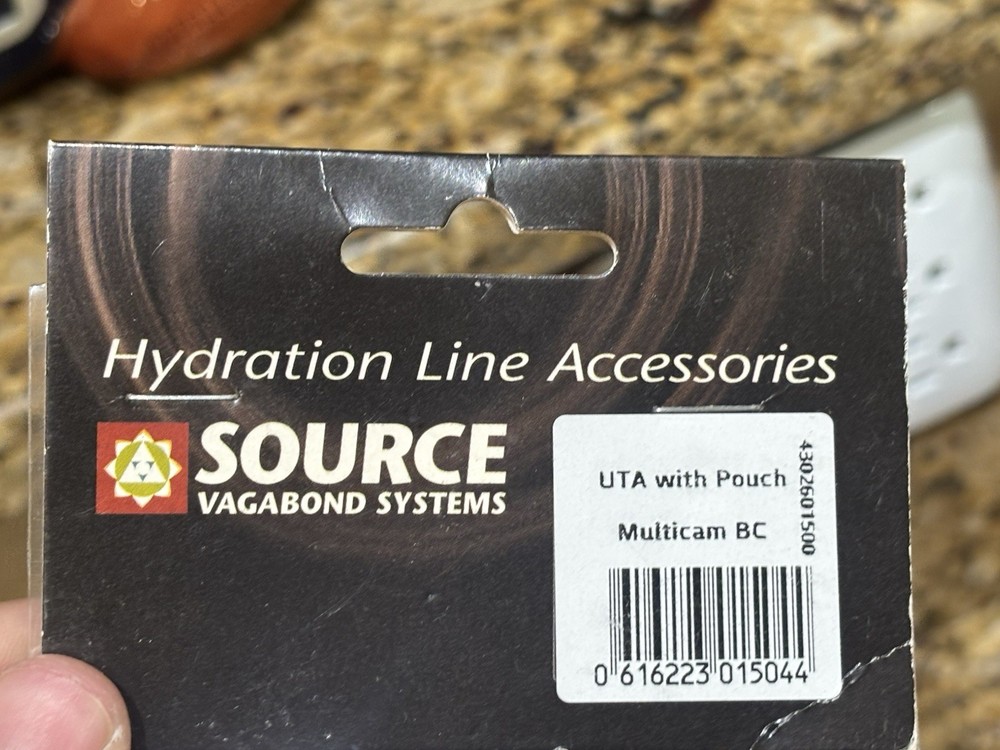 Hydration Line Accessories
SOURCE
VAGABOND SYSTEMS
UTA with Pouch
Multicam BC
4302601500
0 616223 015044